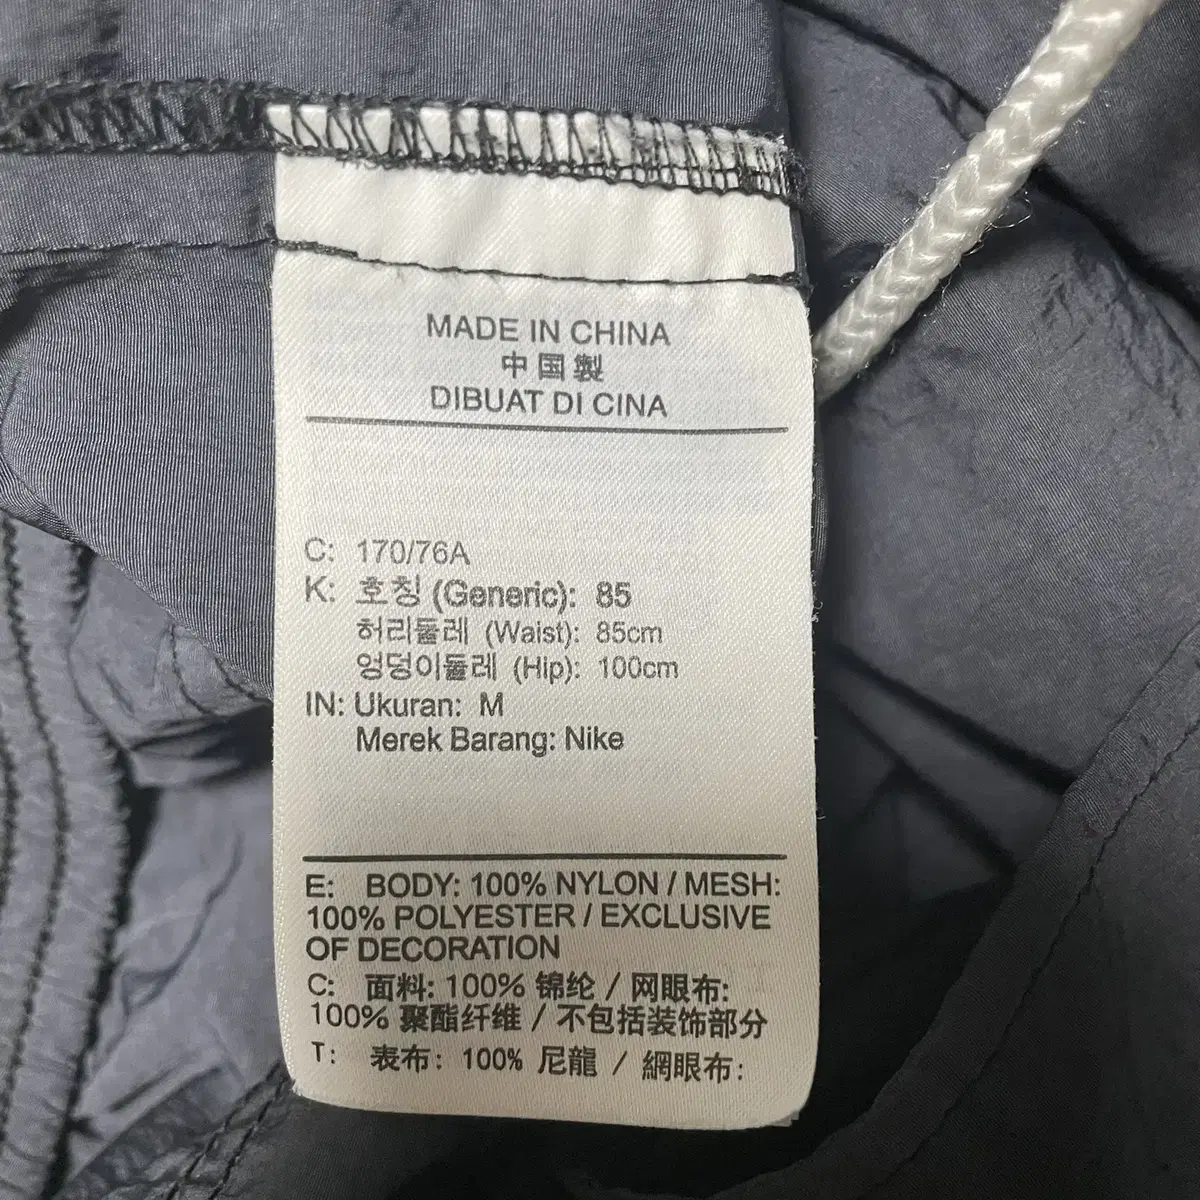 MADE IN CHINA
中国製
DIBUAT DI CINA
C: 170/76A
K: 호칭 (Generic): 85
허리둘레 (Waist): 85cm
엉덩이둘레 (Hip): 100cm
IN: Ukuran: M
Merek Barang: Nike
E: BODY: 100% NYLON / MESH:
100% POLYESTER / EXCLUSIVE
OF DECORATION
C: 面料: 100% 锦纶 / 网眼布:
100% 聚酯纤维 / 不包括装饰部分
T: 表布: 100% 尼龍 / 網眼布: